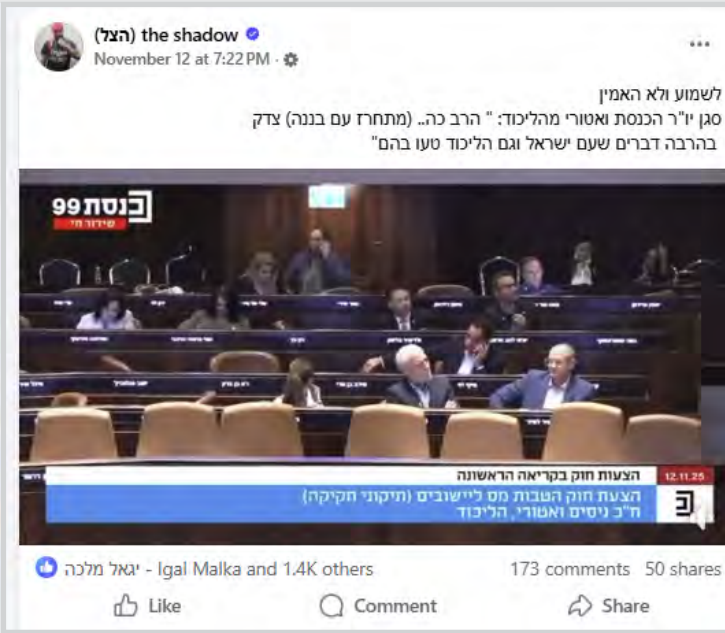 (הצל) the shadow
November 12 at 7:22 PM ·
לשמוע ולא האמין
סגן יו"ר הכנסת ואטורי מהליכוד: " הרב כה.. (מתחרז עם בננה) צדק
בהרבה דברים שעם ישראל וגם הליכוד טעו בהם"
כנסת 99
שידור חי
הצעות חוק בקריאה הראשונה
12.11.25
הצעת חוק הטבות מס ליישובים (תיקוני חקיקה)
ח"כ ניסים ואטורי, הליכוד
יגאל מלכה - Igal Malka and 1.4K others
173 comments 50 shares
Like Comment Share